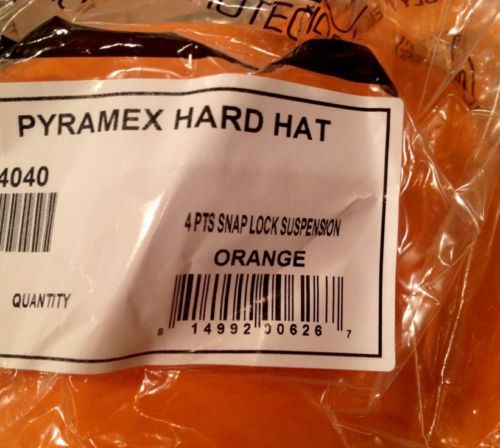 PYRAMEX HARD HAT
4040
4 PTS SNAP LOCK SUSPENSION
ORANGE
QUANTITY
8 14992 00626 7